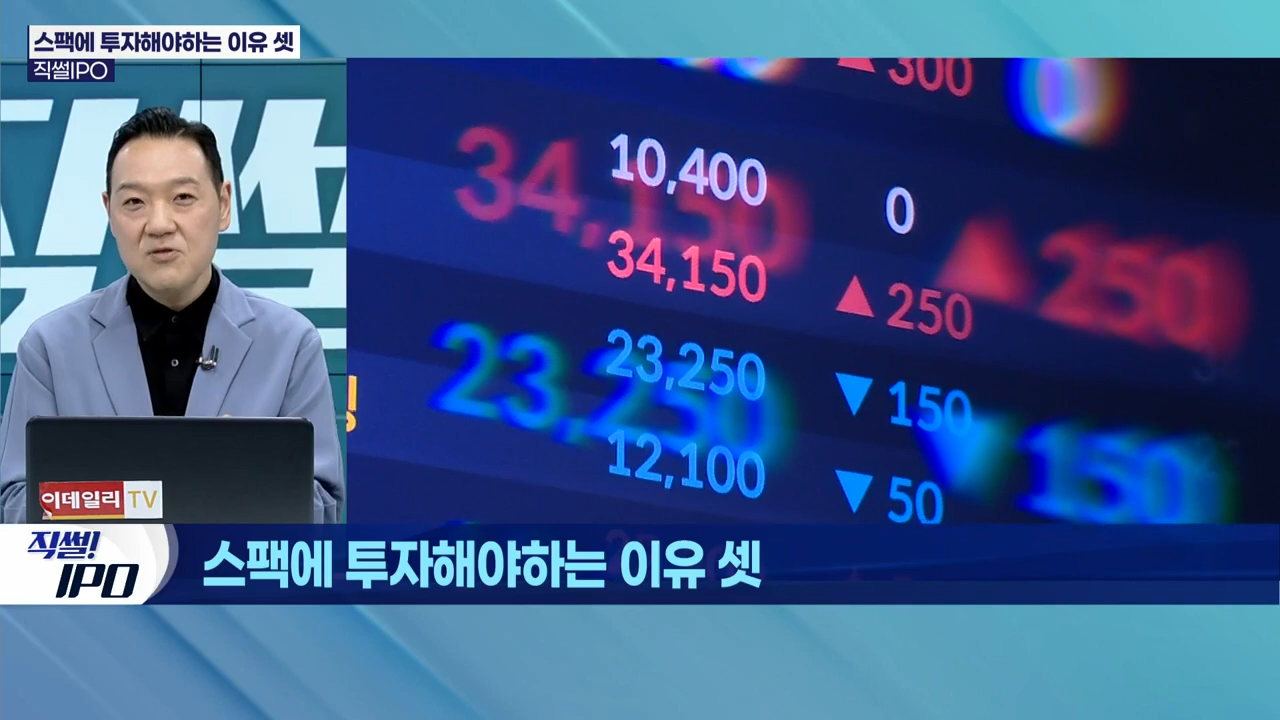 스팩에 투자해야하는 이유 셋
직썰IPO
300
10,400 0
34,150 ▲250
34,150 ▲250
23,250 ▼150
23,250 ▼150
12,100 ▼50
이데일리TV
직썰!
IPO
스팩에 투자해야하는 이유 셋